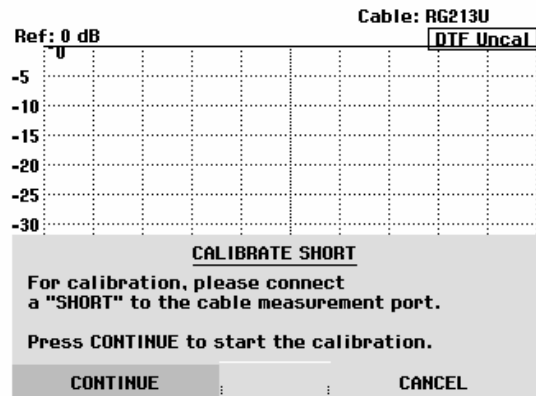 Cable: RG213U
Ref: 0 dB
DTF Uncal
0
-5
-10
-15
-20
-25
-30
CALIBRATE SHORT
For calibration, please connect
a "SHORT" to the cable measurement port.
Press CONTINUE to start the calibration.
CONTINUE
CANCEL